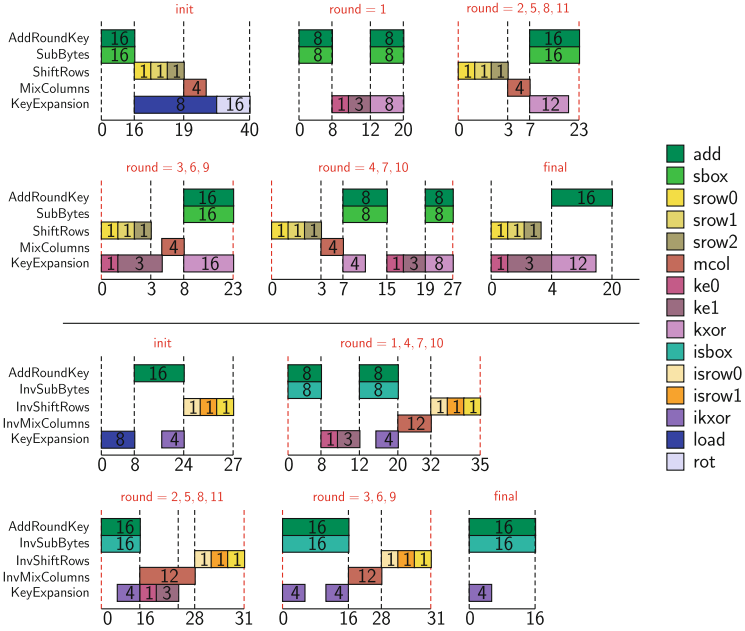 init
AddRoundKey 16
SubBytes 16
ShiftRows 1 1 1
MixColumns 4
KeyExpansion 8 16
0 16 19 40
round = 1
8 8
8 8
1 3 8
0 8 12 20
round = 2, 5, 8, 11
16
16
1 1 1
4
12
0 3 7 23
round = 3, 6, 9
AddRoundKey 16
SubBytes 16
ShiftRows 1 1 1
MixColumns 4
KeyExpansion 1 3 16
0 3 8 23
round = 4, 7, 10
8 8
8 8
1 1 1
4
4 1 3 8
0 3 7 15 19 27
final
16
1 1 1
1 3 12
0 4 20
init
AddRoundKey 16
InvSubBytes
InvShiftRows 1 1 1
InvMixColumns
KeyExpansion 8 4
0 8 24 27
round = 1, 4, 7, 10
8 8
8 8
1 1 1
12
1 3 4
0 8 12 20 32 35
round = 2, 5, 8, 11
AddRoundKey 16
InvSubBytes 16
InvShiftRows 1 1 1
InvMixColumns 12
KeyExpansion 4 1 3
0 16 28 31
round = 3, 6, 9
16
16
1 1 1
12
4 4
0 16 28 31
final
16
16
4
0 16
add
sbox
srow0
srow1
srow2
mcol
ke0
ke1
kxor
isbox
isrow0
isrow1
ikxor
load
rot